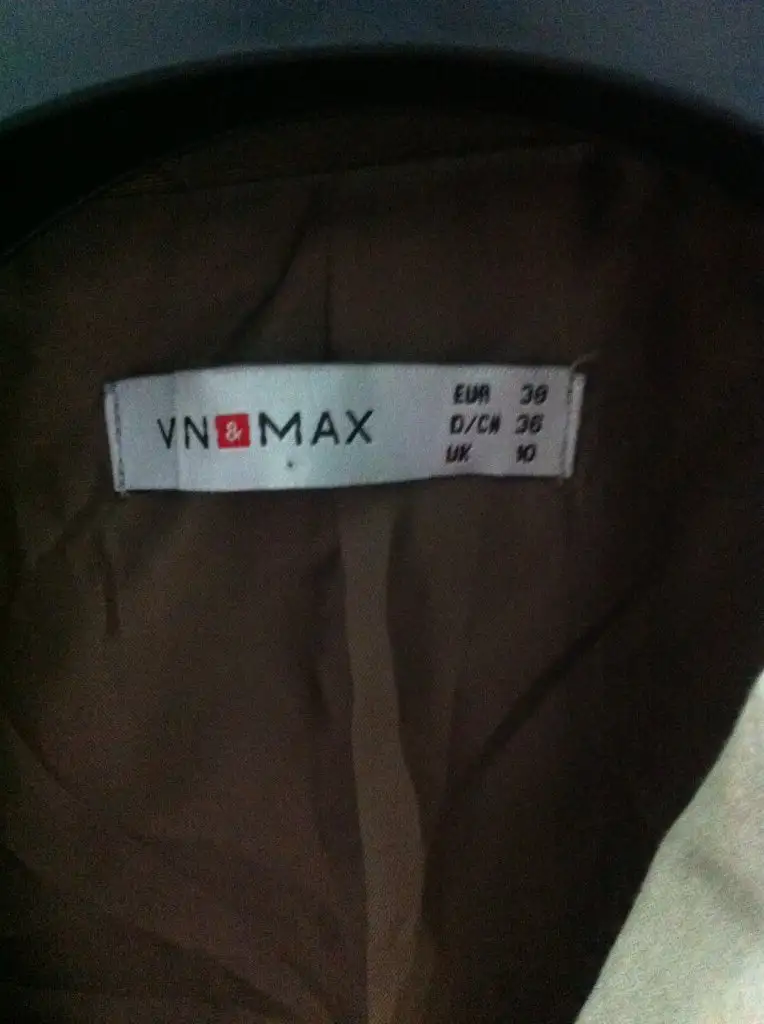 VN & MAX
EUR 38
D/CH 36
UK 10